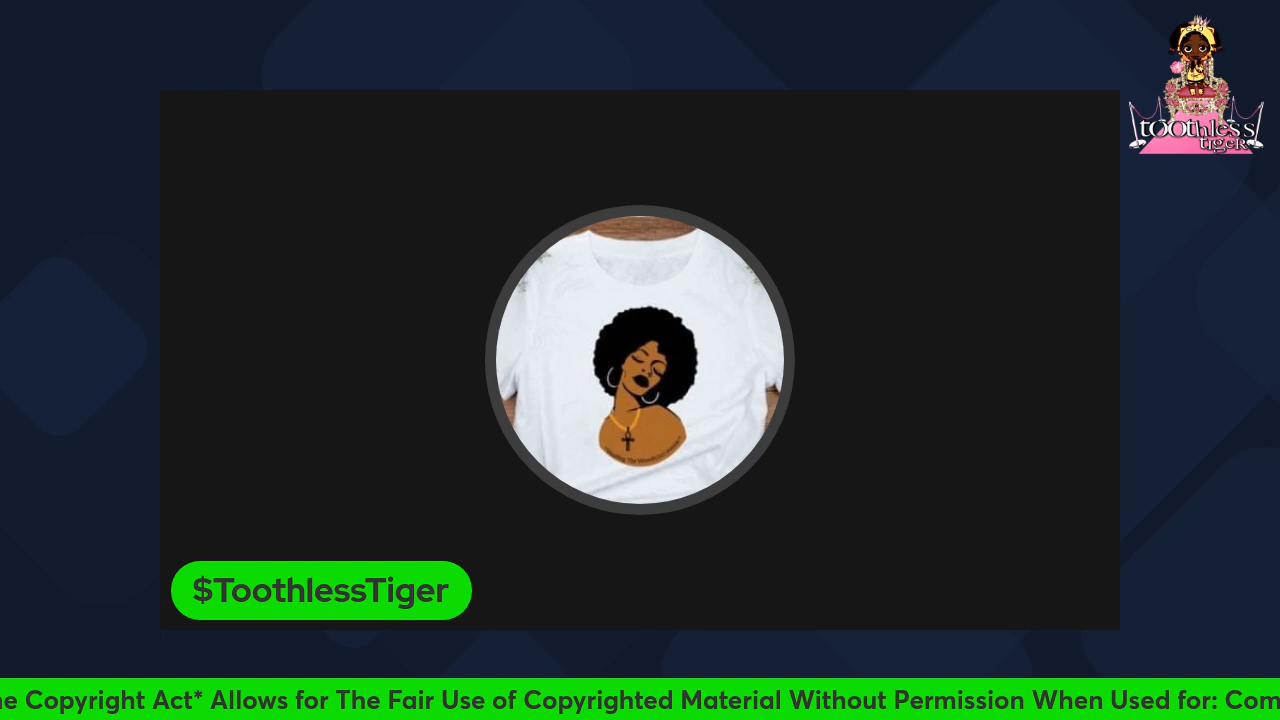 toothless
tiger
$ToothlessTiger
e Copyright Act* Allows for The Fair Use of Copyrighted Material Without Permission When Used for: Com